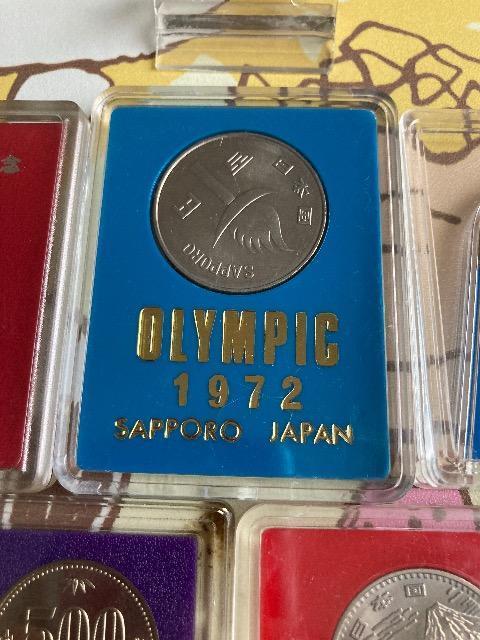 日本国
SAPPORO
OLYMPIC
1972
SAPPORO JAPAN
500